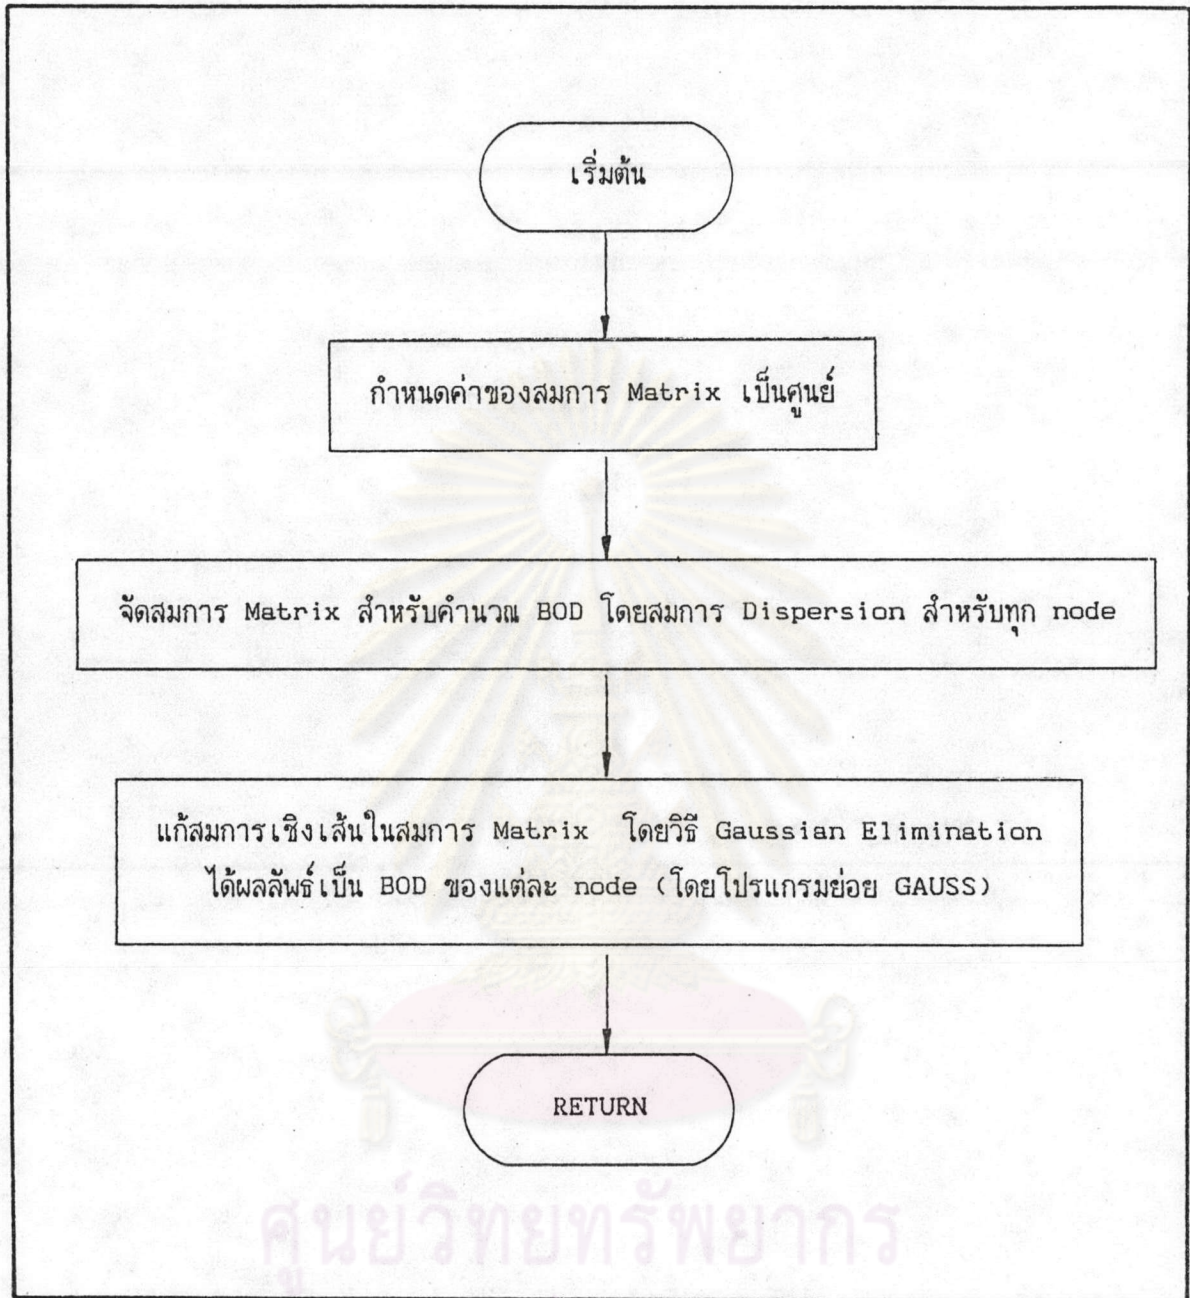 เริ่มต้น
กำหนดค่าของสมการ Matrix เป็นศูนย์
จัดสมการ Matrix สำหรับคำนวณ BOD โดยสมการ Dispersion สำหรับทุก node
แก้สมการเชิงเส้นในสมการ Matrix โดยวิธี Gaussian Elimination
ได้ผลลัพธ์เป็น BOD ของแต่ละ node (โดยโปรแกรมย่อย GAUSS)
RETURN
ศูนย์วิทยทรัพยากร